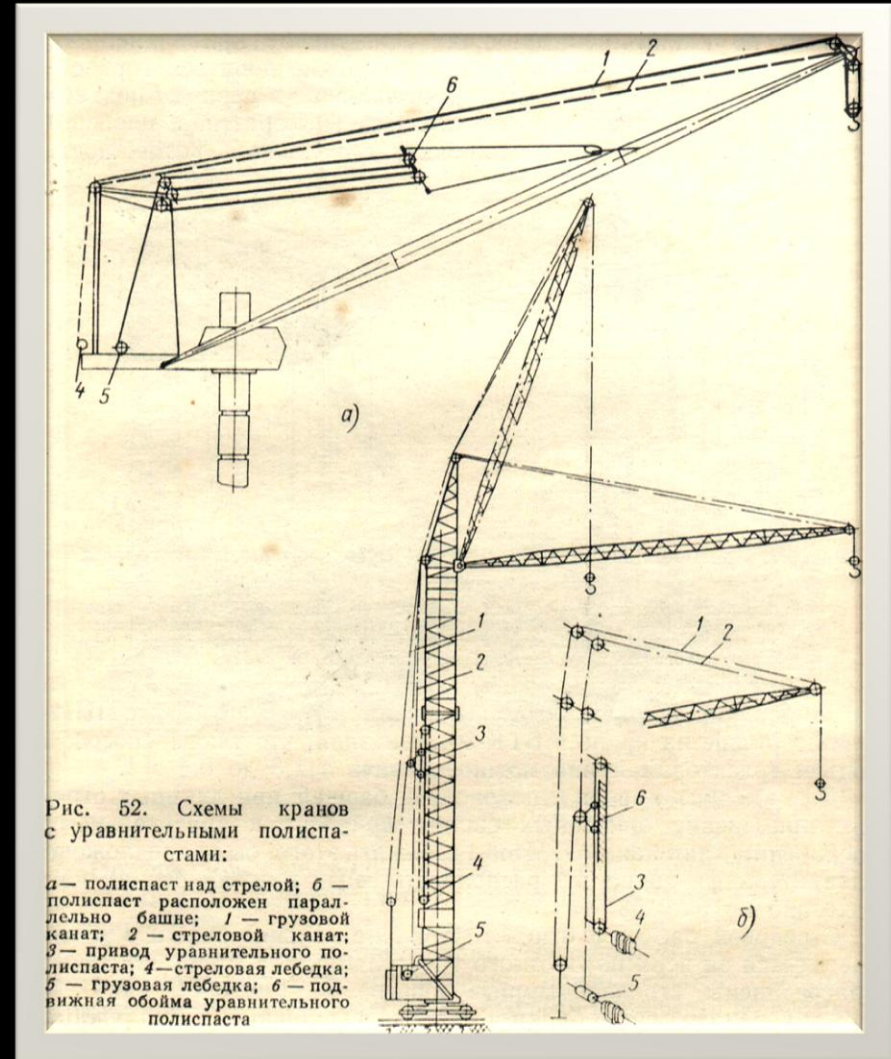 1
2
6
4
5
а)
1
2
3
4
5
1
2
6
3
4
5
б)
Рис. 52. Схемы кранов
с уравнительными полиспа-
стами:
а— полиспаст над стрелой; б —
полиспаст расположен парал-
лельно башне; 1 — грузовой
канат; 2 — стреловой канат;
3— привод уравнительного по-
лиспаста; 4—стреловая лебедка;
5 — грузовая лебедка; 6 — под-
вижная обойма уравнительного
полиспаста